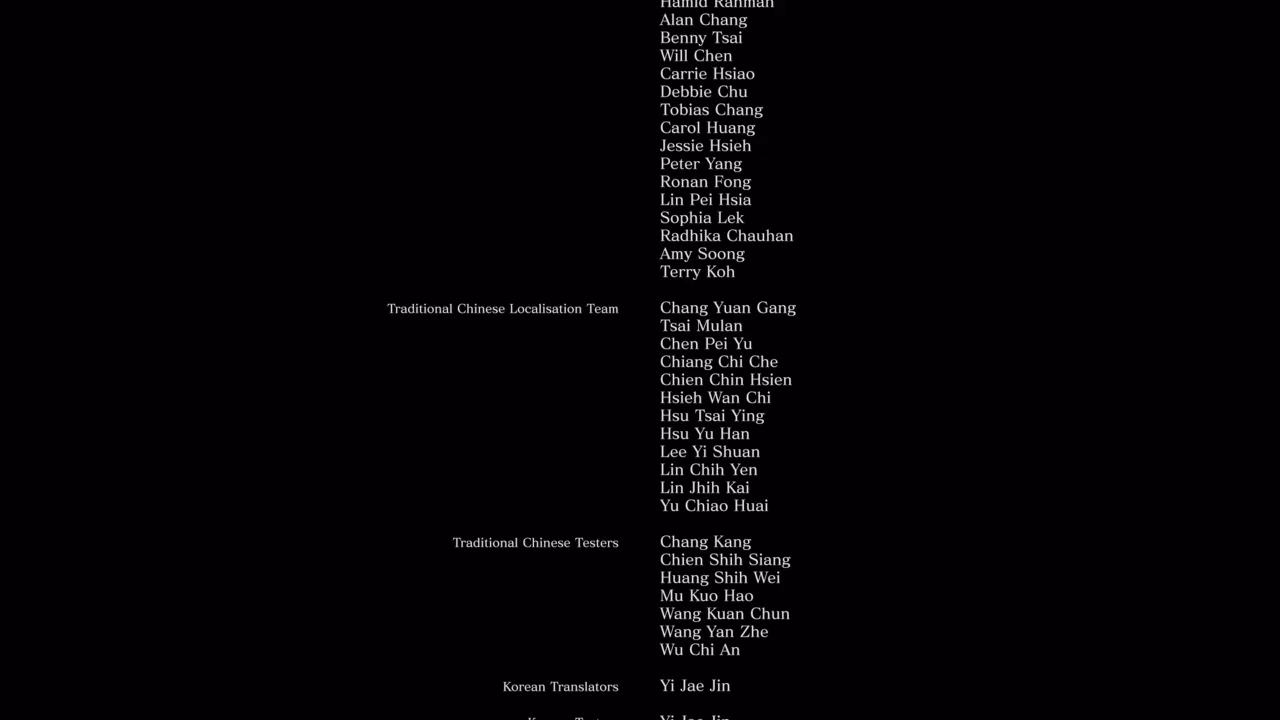 Hamid Rahman
Alan Chang
Benny Tsai
Will Chen
Carrie Hsiao
Debbie Chu
Tobias Chang
Carol Huang
Jessie Hsieh
Peter Yang
Ronan Fong
Lin Pei Hsia
Sophia Lek
Radhika Chauhan
Amy Soong
Terry Koh
Traditional Chinese Localisation Team Chang Yuan Gang
Tsai Mulan
Chen Pei Yu
Chiang Chi Che
Chien Chin Hsien
Hsieh Wan Chi
Hsu Tsai Ying
Hsu Yu Han
Lee Yi Shuan
Lin Chih Yen
Lin Jhih Kai
Yu Chiao Huai
Traditional Chinese Testers Chang Kang
Chien Shih Siang
Huang Shih Wei
Mu Kuo Hao
Wang Kuan Chun
Wang Yan Zhe
Wu Chi An
Korean Translators Yi Jae Jin